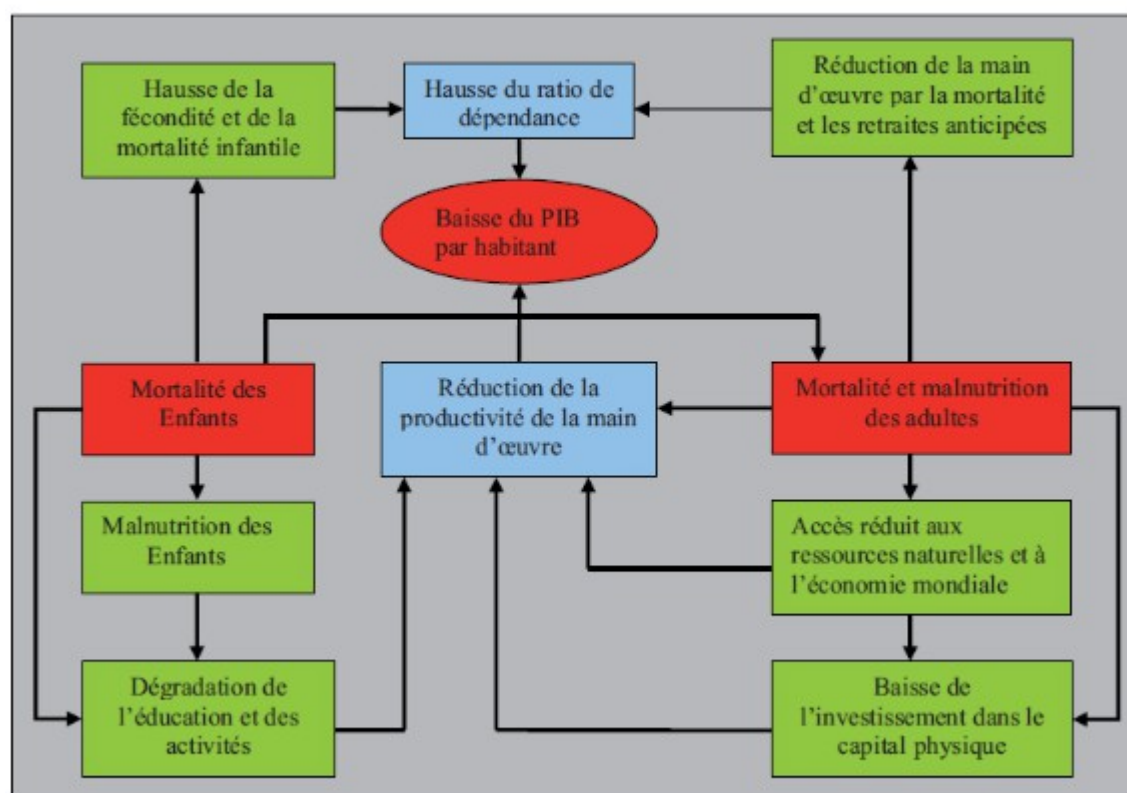 Hausse de la
fécondité et de la
mortalité infantile
Hausse du ratio de
dépendance
Réduction de la main
d’œuvre par la mortalité
et les retraites anticipées
Baisse du PIB
par habitant
Mortalité des
Enfants
Réduction de la
productivité de la main
d’œuvre
Mortalité et malnutrition
des adultes
Malnutrition des
Enfants
Accès réduit aux
ressources naturelles et à
l’économie mondiale
Dégradation de
l’éducation et des
activités
Baisse de
l’investissement dans le
capital physique